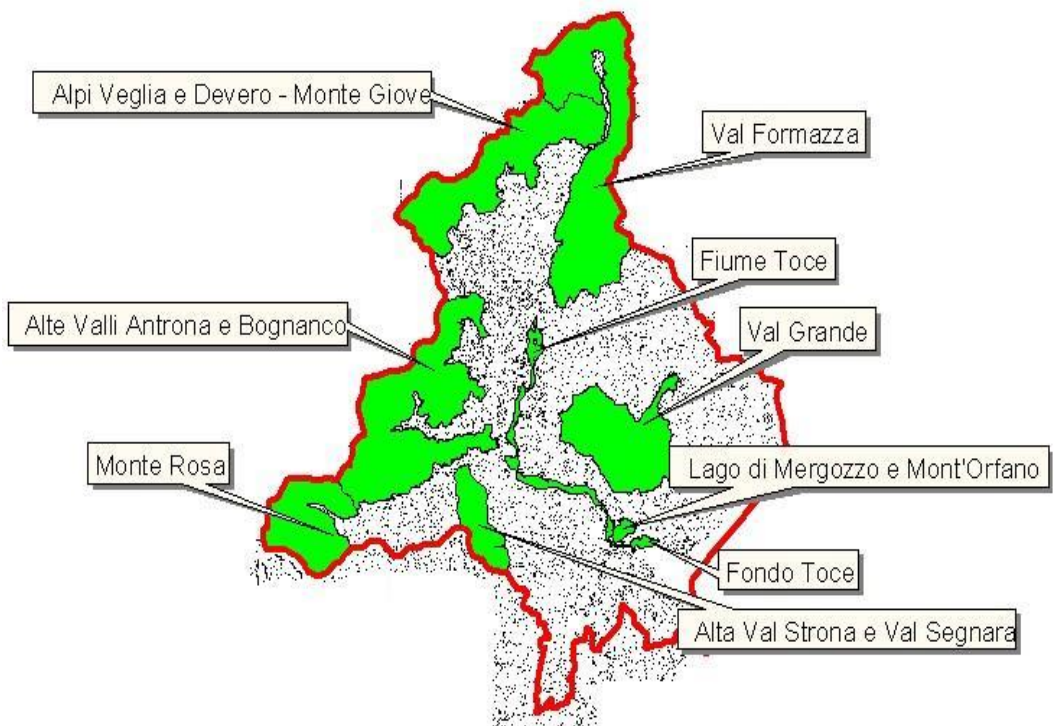 Alpi Veglia e Devero - Monte Giove
Val Formazza
Fiume Toce
Alte Valli Antrona e Bognanco
Val Grande
Monte Rosa
Lago di Mergozzo e Mont'Orfano
Fondo Toce
Alta Val Strona e Val Segnara